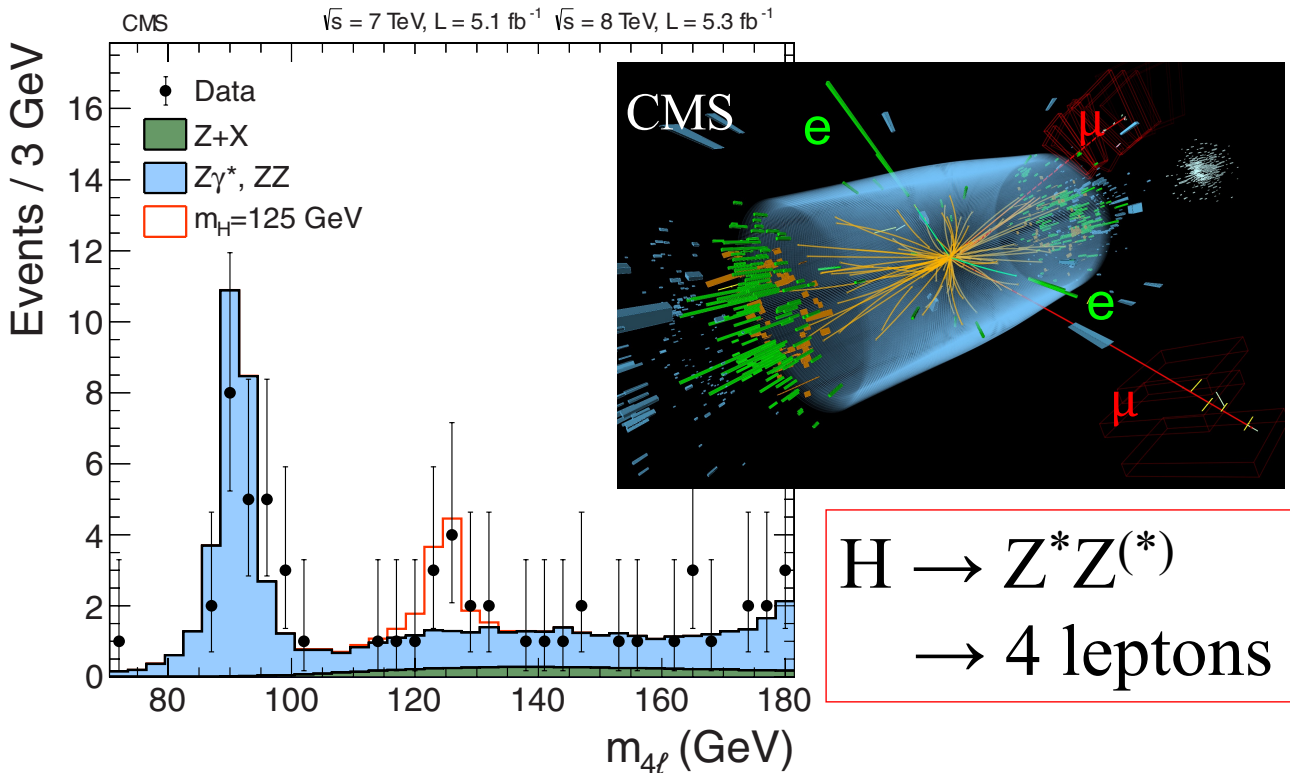 CMS
√s = 7 TeV, L = 5.1 fb⁻¹ √s = 8 TeV, L = 5.3 fb⁻¹
Events / 3 GeV
16
14
12
10
8
6
4
2
0
Data
Z+X
Zγ*, ZZ
m_H=125 GeV
80 100 120 140 160 180
m_4ℓ (GeV)
CMS
e
μ
e
μ
H → Z*Z(*)
→ 4 leptons